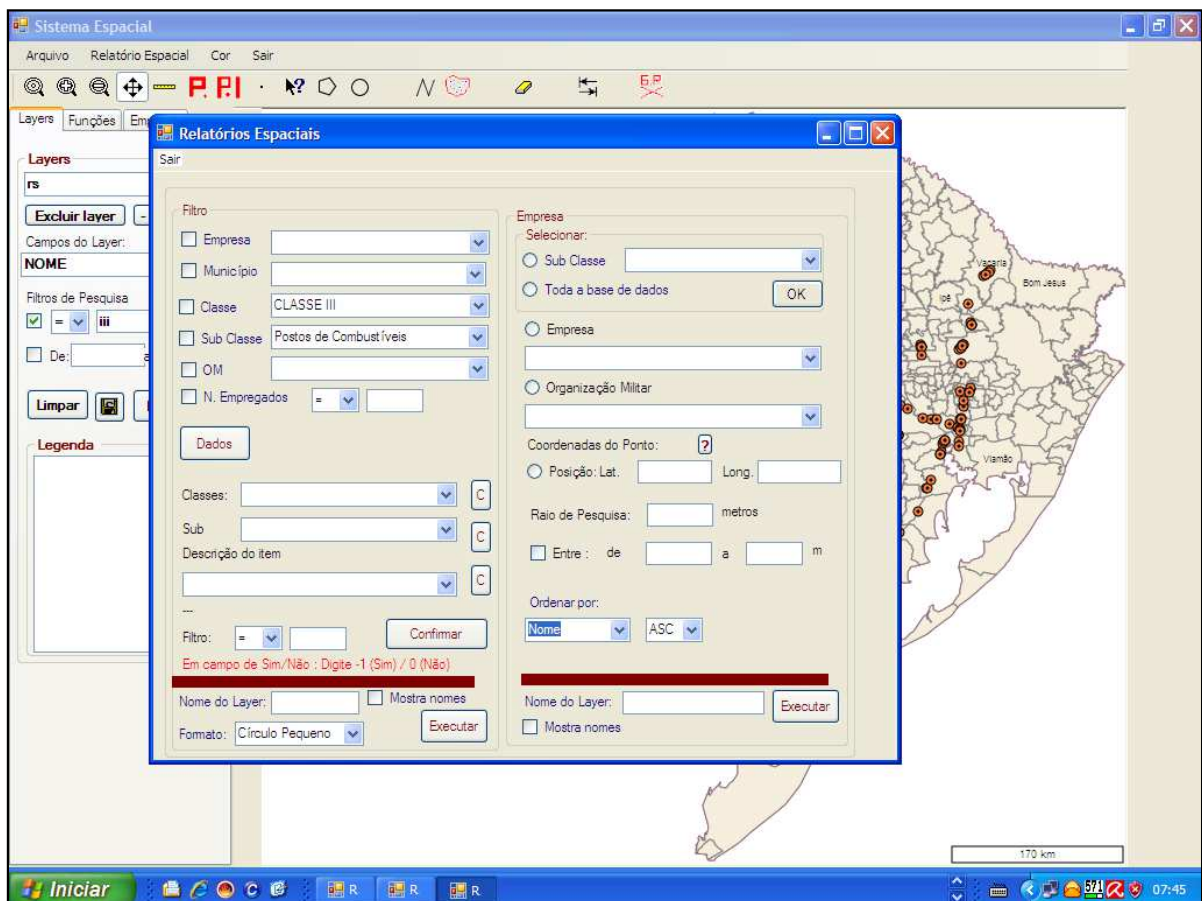 Sistema Espacial
Arquivo Relatório Espacial Cor Sair
P. P.I G.P.
Layers Funções Em
Layers
rs
Excluir layer -
Campos do Layer:
NOME
Filtros de Pesquisa
= iii
De: a
Limpar
Legenda
Relatórios Espaciais
Sair
Filtro
Empresa
Município
Classe CLASSE III
Sub Classe Postos de Combustíveis
OM
N. Empregados =
Dados
Classes: C
Sub C
Descrição do item
C
---
Filtro: = Confirmar
Em campo de Sim/Não : Digite -1 (Sim) / 0 (Não)
Nome do Layer: Mostra nomes
Formato: Círculo Pequeno Executar
Empresa
Selecionar:
Sub Classe
Toda a base de dados OK
Empresa
Organização Militar
Coordenadas do Ponto: ?
Posição: Lat. Long.
Raio de Pesquisa: metros
Entre : de a m
Ordenar por:
Nome ASC
Nome do Layer: Executar
Mostra nomes
Vacaria
Bom Jesus
Ipê
Viamão
170 km
Iniciar C R R R 571 07:45